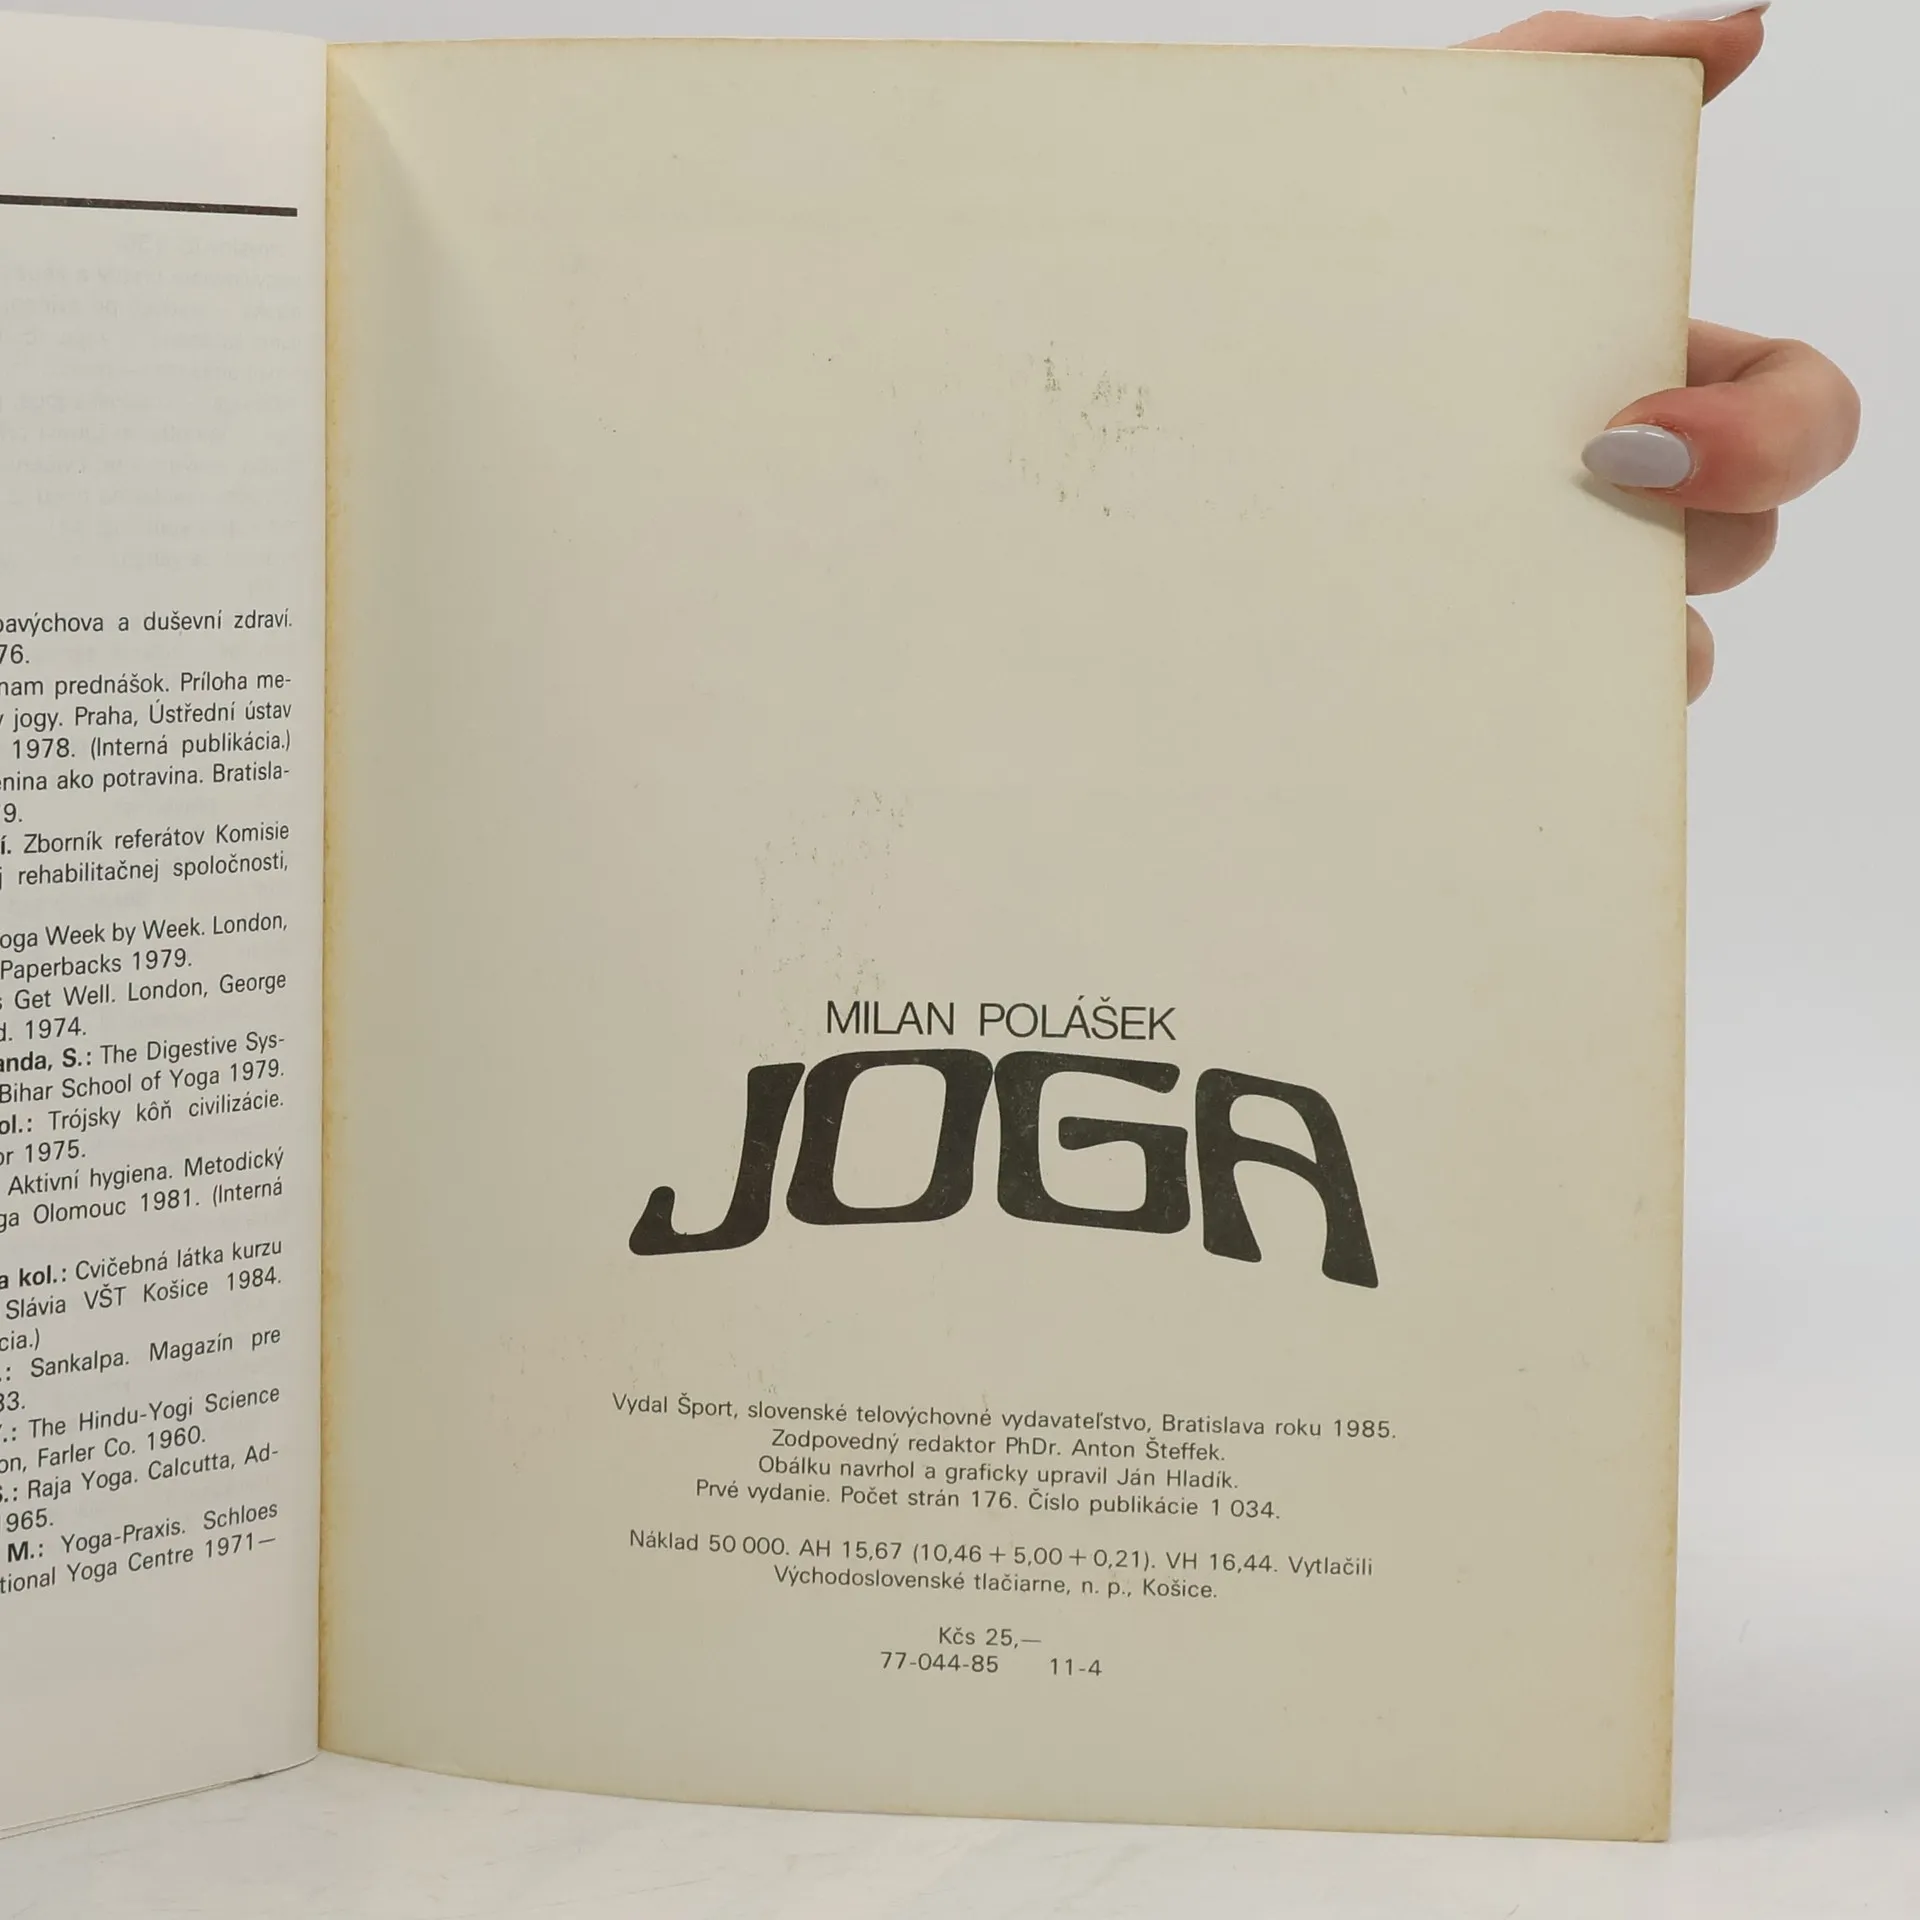 avýchova a duševní zdraví.
76.
nam prednášok. Príloha me-
jogy. Praha, Ústřední ústav
1978. (Interná publikácia.)
enina ako potravina. Bratisla-
9.
í. Zborník referátov Komisie
j rehabilitačnej spoločnosti,
oga Week by Week. London,
Paperbacks 1979.
s Get Well. London, George
d. 1974.
anda, S.: The Digestive Sys-
Bihar School of Yoga 1979.
ol.: Trójsky kôň civilizácie.
or 1975.
Aktivní hygiena. Metodický
ga Olomouc 1981. (Interná
a kol.: Cvičebná látka kurzu
Slávia VŠT Košice 1984.
cia.)
.: Sankalpa. Magazín pre
83.
.: The Hindu-Yogi Science
on, Farler Co. 1960.
S.: Raja Yoga. Calcutta, Ad-
1965.
M.: Yoga-Praxis. Schloes
tional Yoga Centre 1971—
MILAN POLÁŠEK
JOGA
Vydal Šport, slovenské telovýchovné vydavateľstvo, Bratislava roku 1985.
Zodpovedný redaktor PhDr. Anton Šteffek.
Obálku navrhol a graficky upravil Ján Hladík.
Prvé vydanie. Počet strán 176. Číslo publikácie 1 034.
Náklad 50 000. AH 15,67 (10,46 + 5,00 + 0,21). VH 16,44. Vytlačili
Východoslovenské tlačiarne, n. p., Košice.
Kčs 25,—
77-044-85 11-4